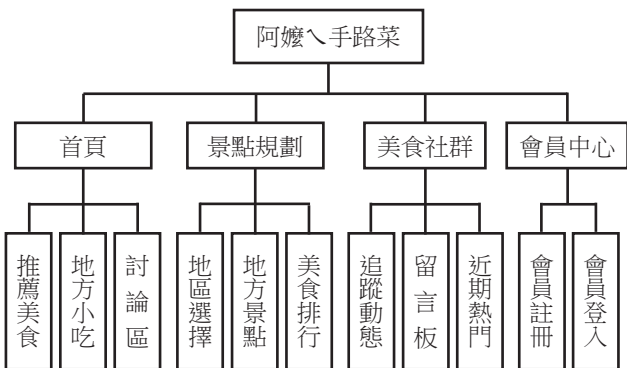 阿嬤ㄟ手路菜
首頁
景點規劃
美食社群
會員中心
推薦美食
地方小吃
討論區
地區選擇
地方景點
美食排行
追蹤動態
留言板
近期熱門
會員註冊
會員登入